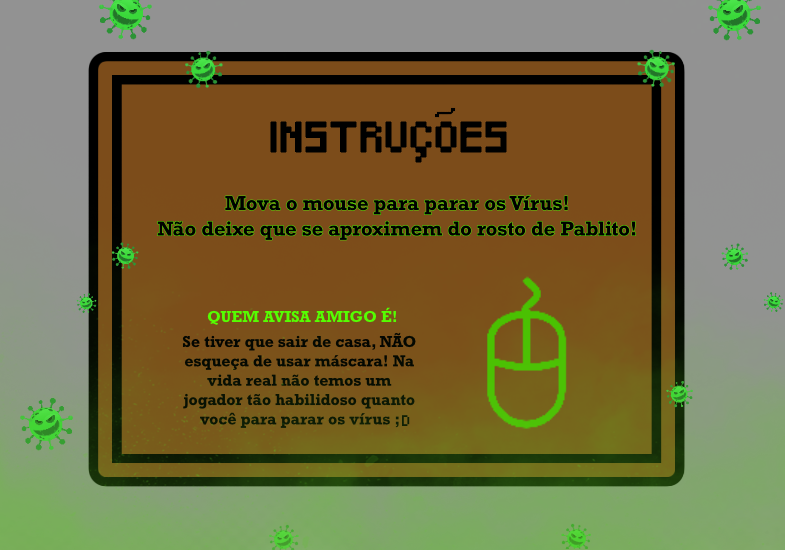 INSTRUÇÕES
Mova o mouse para parar os Vírus!
Não deixe que se aproximem do rosto de Pablito!
QUEM AVISA AMIGO É!
Se tiver que sair de casa, NÃO
esqueça de usar máscara! Na
vida real não temos um
jogador tão habilidoso quanto
você para parar os vírus ;D